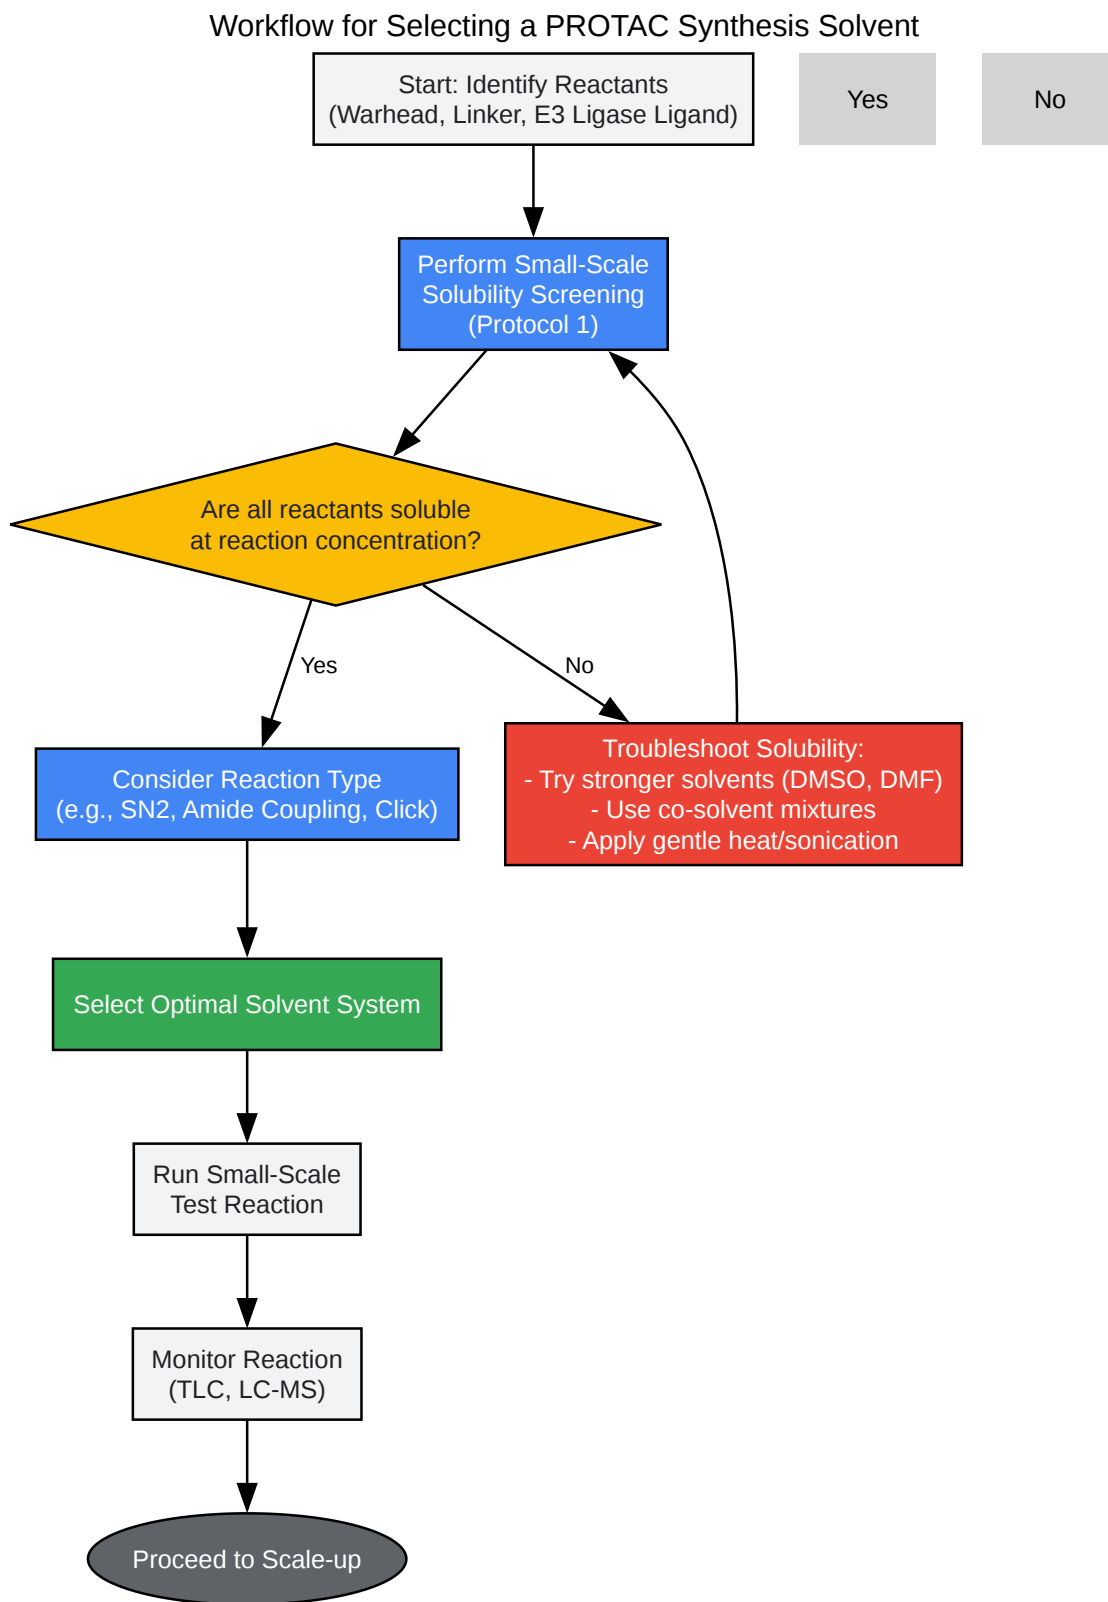 Workflow for Selecting a PROTAC Synthesis Solvent
Start: Identify Reactants
(Warhead, Linker, E3 Ligase Ligand)
Yes
No
Perform Small-Scale
Solubility Screening
(Protocol 1)
Are all reactants soluble
at reaction concentration?
Yes
No
Consider Reaction Type
(e.g., SN2, Amide Coupling, Click)
Troubleshoot Solubility:
- Try stronger solvents (DMSO, DMF)
- Use co-solvent mixtures
- Apply gentle heat/sonication
Select Optimal Solvent System
Run Small-Scale
Test Reaction
Monitor Reaction
(TLC, LC-MS)
Proceed to Scale-up